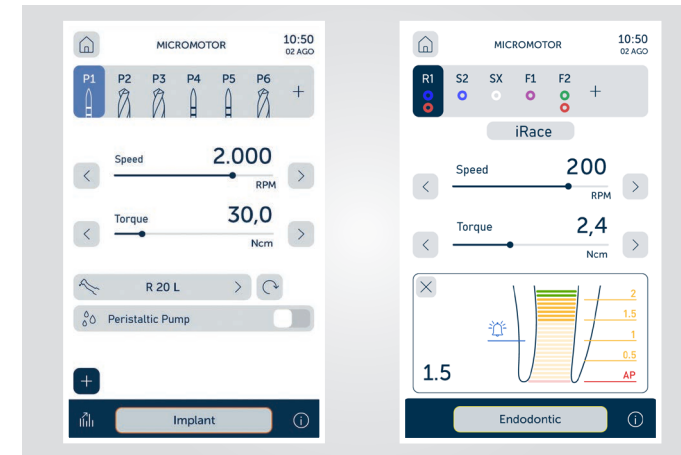 MICROMOTOR
10:50
02 AGO
P1 P2 P3 P4 P5 P6 +
Speed 2.000
RPM
Torque 30,0
Ncm
R 20 L
Peristaltic Pump
+
Implant
MICROMOTOR
10:50
02 AGO
R1 S2 SX F1 F2 +
iRace
Speed 200
RPM
Torque 2,4
Ncm
2
1.5
1
0.5
AP
1.5
Endodontic